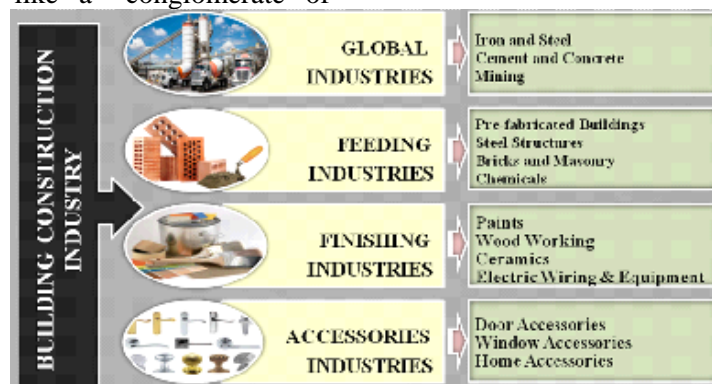 like a conglomerate of
BUILDING CONSTRUCTION
INDUSTRY
GLOBAL
INDUSTRIES
Iron and Steel
Cement and Concrete
Mining
FEEDING
INDUSTRIES
Pre-fabricated Buildings
Steel Structures
Bricks and Masonry
Chemicals
FINISHING
INDUSTRIES
Paints
Wood Working
Ceramics
Electric Wiring & Equipment
ACCESSORIES
INDUSTRIES
Door Accessories
Window Accessories
Home Accessories